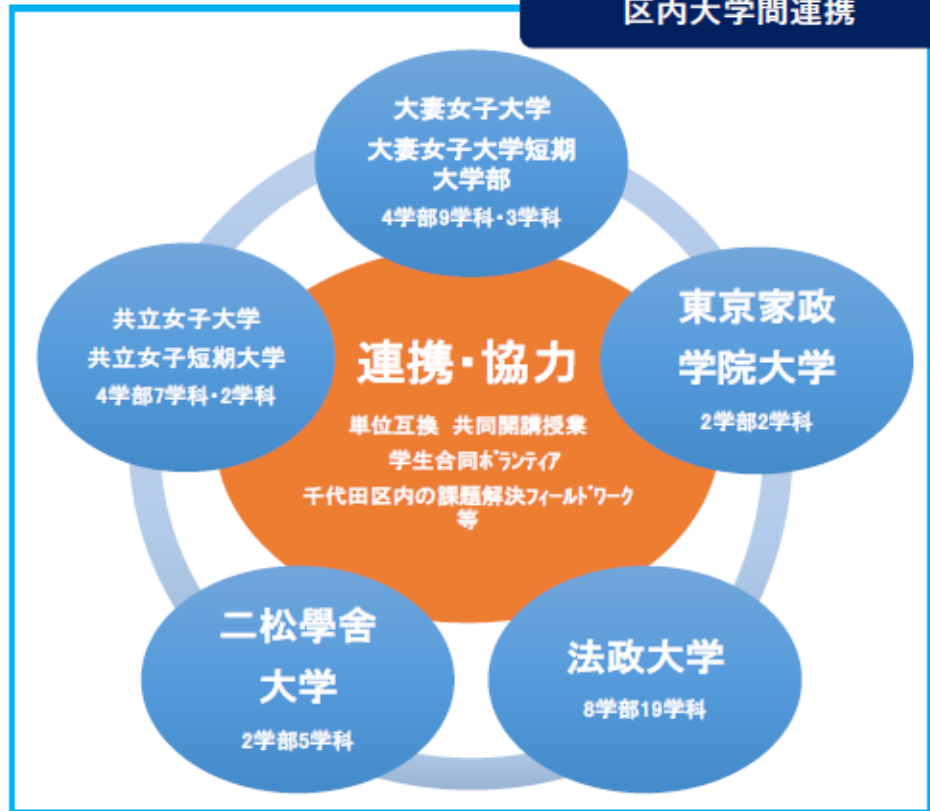 区内大学間連携
大妻女子大学
大妻女子大学短期
大学部
4学部9学科・3学科
共立女子大学
共立女子短期大学
4学部7学科・2学科
東京家政
学院大学
2学部2学科
連携・協力
単位互換 共同開講授業
学生合同ボランティア
千代田区内の課題解決フィールドワーク
等
二松學舍
大学
2学部5学科
法政大学
8学部19学科